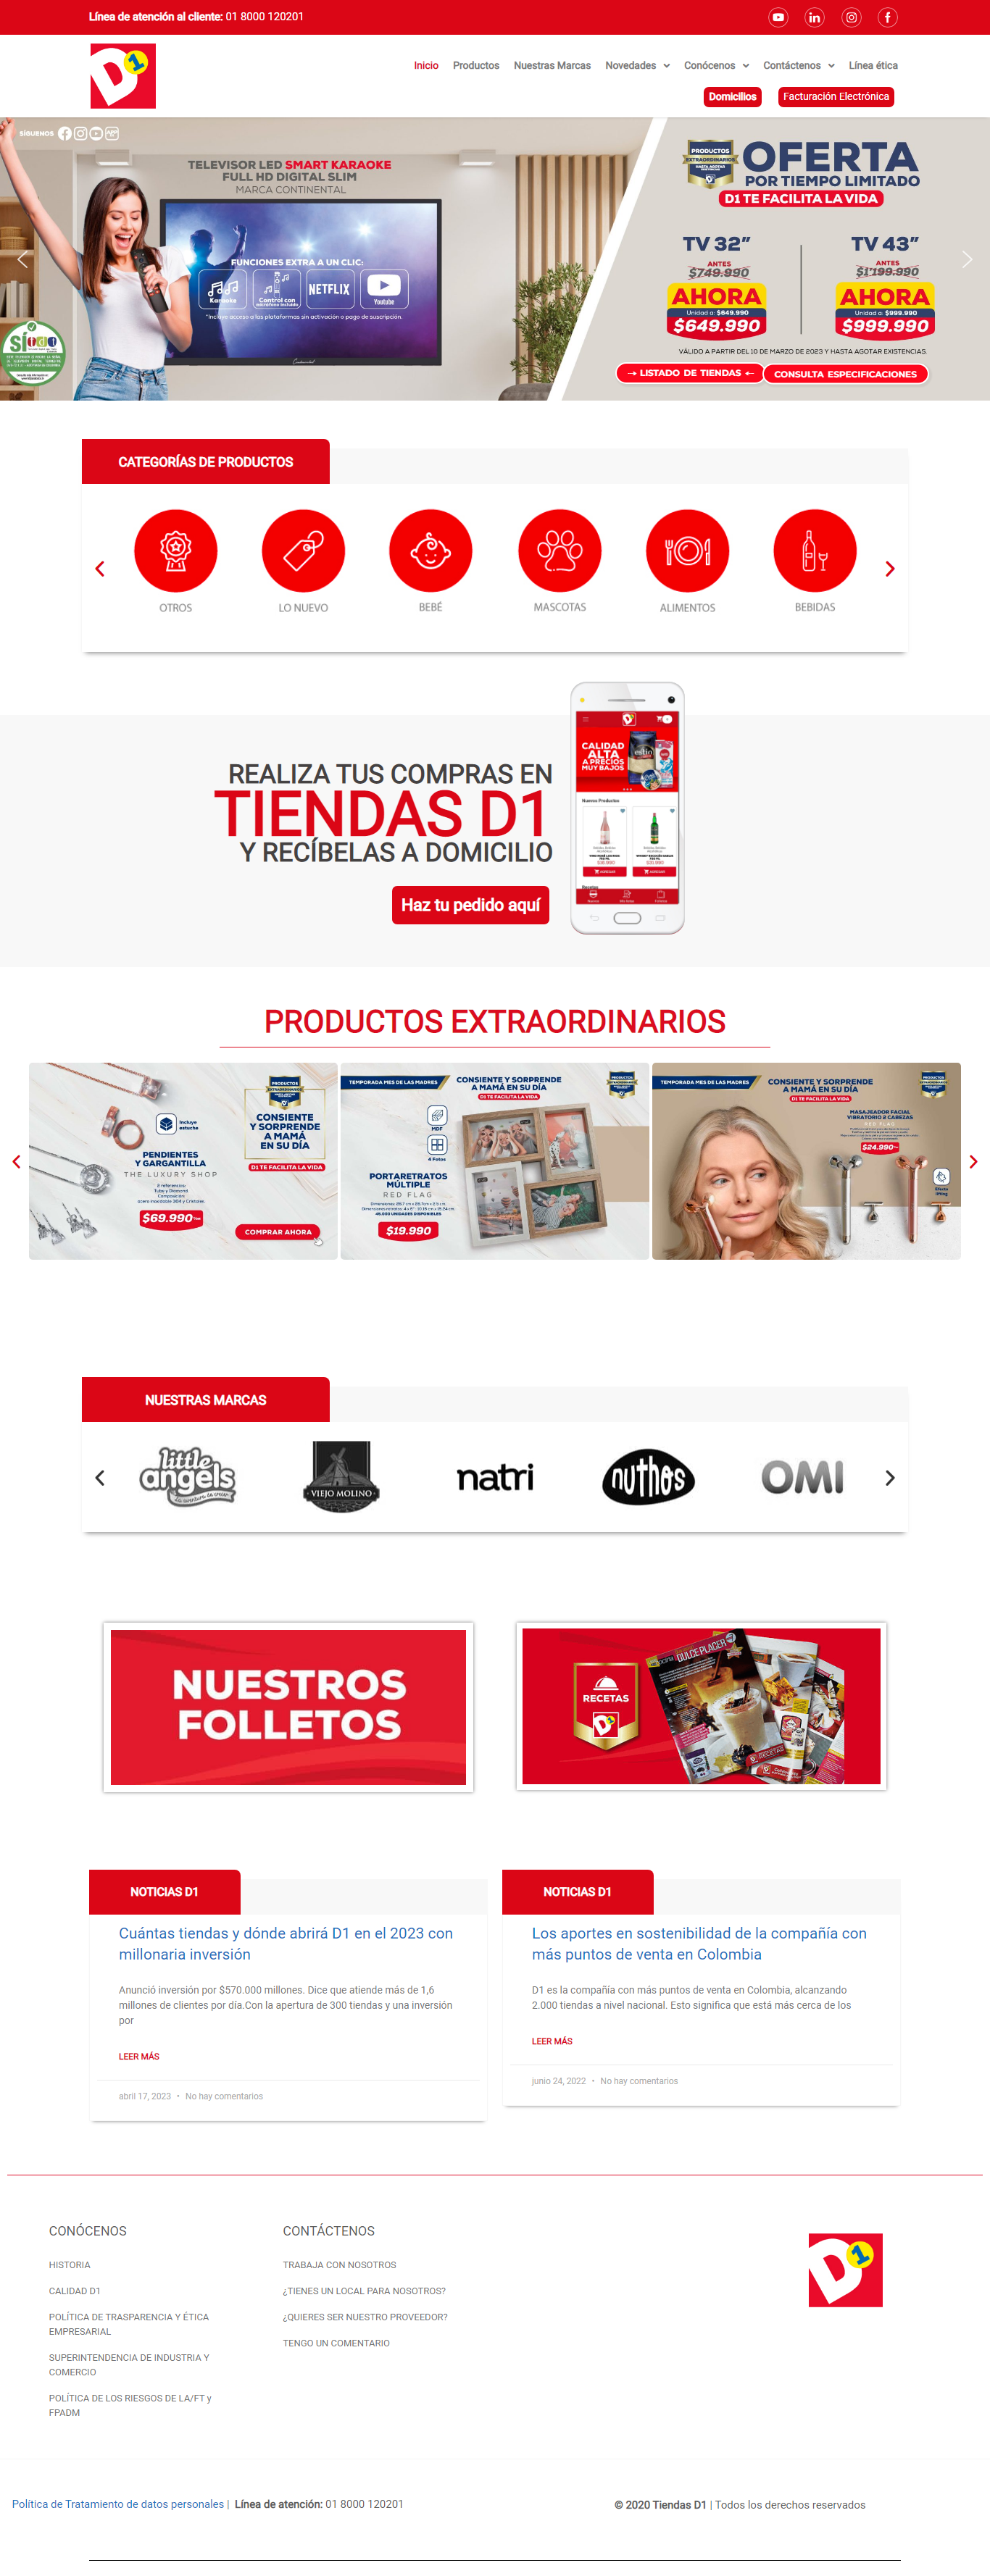 Línea de atención al cliente: 01 8000 120201
D1
Inicio Productos Nuestras Marcas Novedades Conócenos Contáctenos Línea ética
Domicilios Facturación Electrónica
SÍGUENOS
TELEVISOR LED SMART KARAOKE
FULL HD DIGITAL SLIM
MARCA CONTINENTAL
FUNCIONES EXTRA A UN CLIC:
Karaoke
Control con
micrófono incluido
NETFLIX
Youtube
*Incluye acceso a las plataformas sin activación o pago de suscripción.
PRODUCTOS
EXTRAORDINARIOS
OFERTA
POR TIEMPO LIMITADO
D1 TE FACILITA LA VIDA
TV 32”
ANTES
$749.990
AHORA
Unidad a: $649.990
$649.990
TV 43”
ANTES
$1'199.990
AHORA
Unidad a: $999.990
$999.990
VÁLIDO A PARTIR DEL 10 DE MARZO DE 2023 Y HASTA AGOTAR EXISTENCIAS.
→ LISTADO DE TIENDAS ←
CONSULTA ESPECIFICACIONES
CATEGORÍAS DE PRODUCTOS
OTROS
LO NUEVO
BEBÉ
MASCOTAS
ALIMENTOS
BEBIDAS
REALIZA TUS COMPRAS EN
TIENDAS D1
Y RECÍBELAS A DOMICILIO
Haz tu pedido aquí
CALIDAD
ALTA
A PRECIOS
MUY BAJOS
Nuevos Productos
PRODUCTOS EXTRAORDINARIOS
PRODUCTOS
EXTRAORDINARIOS
Incluye
estuche
CONSIENTE
Y SORPRENDE
A MAMÁ
EN SU DÍA
D1 TE FACILITA LA VIDA
PENDIENTES
Y GARGANTILLA
THE LUXURY SHOP
$69.990
COMPRAR AHORA
TEMPORADA MES DE LAS MADRES
CONSIENTE Y SORPRENDE
A MAMÁ EN SU DÍA
D1 TE FACILITA LA VIDA
MDF
4 Fotos
PORTARETRATOS
MÚLTIPLE
RED FLAG
$19.990
TEMPORADA MES DE LAS MADRES
CONSIENTE Y SORPRENDE
A MAMÁ EN SU DÍA
D1 TE FACILITA LA VIDA
MASAJEADOR FACIAL
VIBRATORIO 2 CABEZAS
RED FLAG
$24.990
Efecto
lifting
NUESTRAS MARCAS
little
angels
La aventura de crecer
VIEJO MOLINO
natri
nuthos
OMI
NUESTROS
FOLLETOS
RECETAS
D1
DULCE PLACER
NOTICIAS D1
Cuántas tiendas y dónde abrirá D1 en el 2023 con
millonaria inversión
Anunció inversión por $570.000 millones. Dice que atiende más de 1,6
millones de clientes por día.Con la apertura de 300 tiendas y una inversión
por
LEER MÁS
abril 17, 2023 • No hay comentarios
NOTICIAS D1
Los aportes en sostenibilidad de la compañía con
más puntos de venta en Colombia
D1 es la compañía con más puntos de venta en Colombia, alcanzando
2.000 tiendas a nivel nacional. Esto significa que está más cerca de los
LEER MÁS
junio 24, 2022 • No hay comentarios
CONÓCENOS
HISTORIA
CALIDAD D1
POLÍTICA DE TRASPARENCIA Y ÉTICA
EMPRESARIAL
SUPERINTENDENCIA DE INDUSTRIA Y
COMERCIO
POLÍTICA DE LOS RIESGOS DE LA/FT y
FPADM
CONTÁCTENOS
TRABAJA CON NOSOTROS
¿TIENES UN LOCAL PARA NOSOTROS?
¿QUIERES SER NUESTRO PROVEEDOR?
TENGO UN COMENTARIO
D1
Política de Tratamiento de datos personales | Línea de atención: 01 8000 120201
© 2020 Tiendas D1 | Todos los derechos reservados